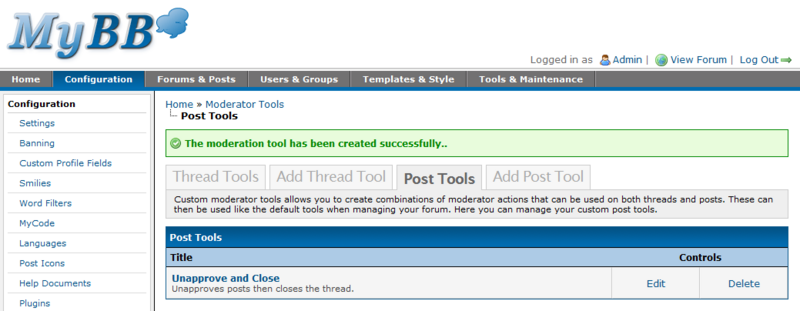 MyBB
Logged in as Admin | View Forum | Log Out
Home Configuration Forums & Posts Users & Groups Templates & Style Tools & Maintenance
Configuration
Settings
Banning
Custom Profile Fields
Smilies
Word Filters
MyCode
Languages
Post Icons
Help Documents
Plugins
Home » Moderator Tools
Post Tools
The moderation tool has been created successfully..
Thread Tools Add Thread Tool Post Tools Add Post Tool
Custom moderator tools allows you to create combinations of moderator actions that can be used on both threads and posts. These can
then be used like the default tools when managing your forum. Here you can manage your custom post tools.
Post Tools
Title Controls
Unapprove and Close
Unapproves posts then closes the thread.
Edit Delete